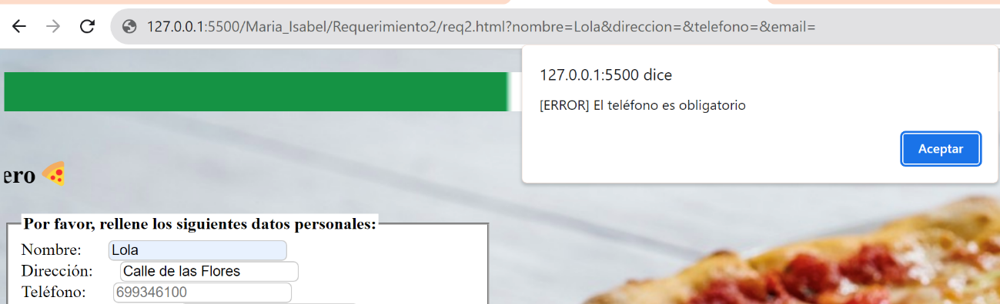 127.0.0.1:5500/Maria_Isabel/Requerimiento2/req2.html?nombre=Lola&direccion=&telefono=&email=
127.0.0.1:5500 dice
[ERROR] El teléfono es obligatorio
Aceptar
ero 🍕
Por favor, rellene los siguientes datos personales:
Nombre: Lola
Dirección: Calle de las Flores
Teléfono: 699346100